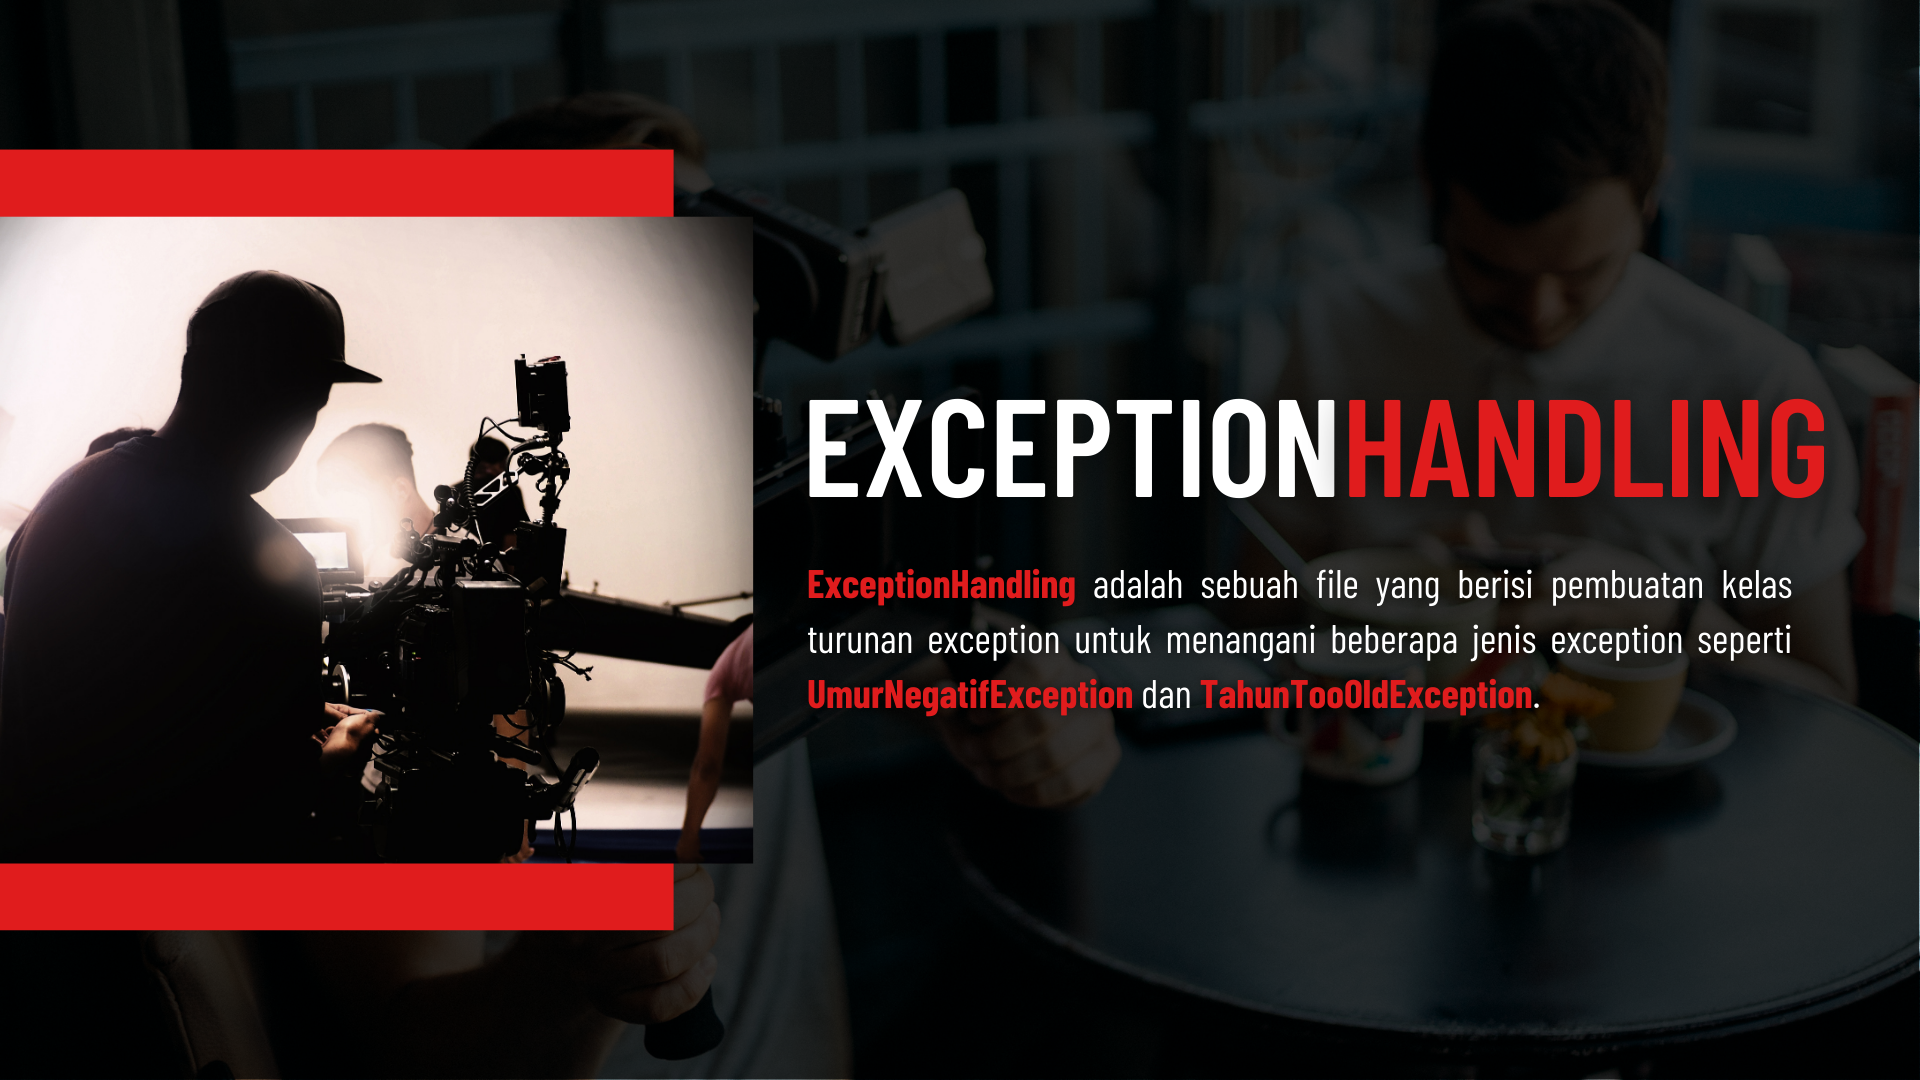 EXCEPTIONHANDLING
ExceptionHandling adalah sebuah file yang berisi pembuatan kelas
turunan exception untuk menangani beberapa jenis exception seperti
UmurNegatifException dan TahunTooOldException.